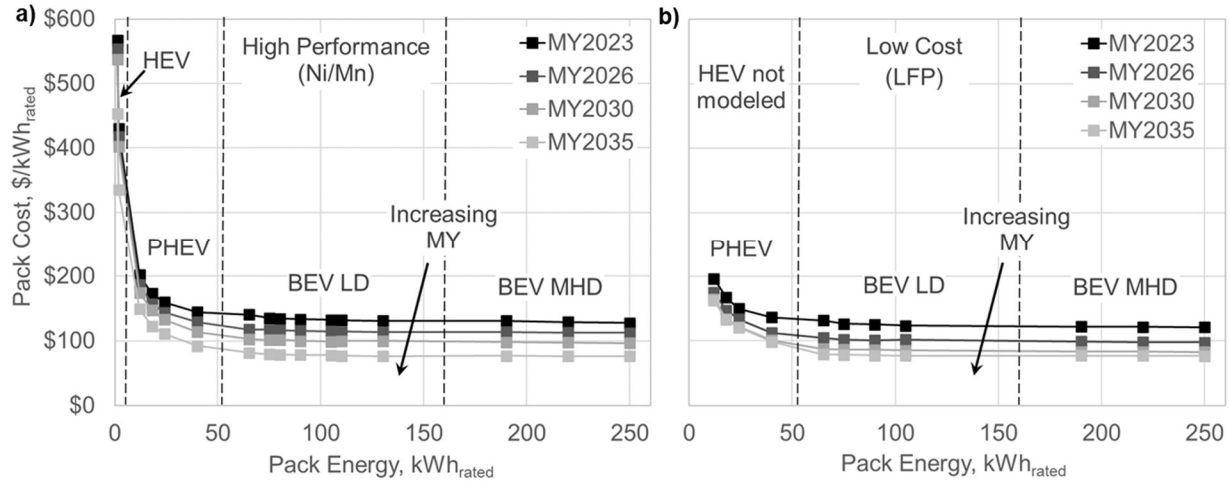 a)
$600
$500
$400
$300
$200
$100
$0
Pack Cost, $/kWhrated
HEV
High Performance
(Ni/Mn)
MY2023
MY2026
MY2030
MY2035
PHEV
Increasing
MY
BEV LD
BEV MHD
0 50 100 150 200 250
Pack Energy, kWhrated
b)
HEV not
modeled
Low Cost
(LFP)
MY2023
MY2026
MY2030
MY2035
PHEV
Increasing
MY
BEV LD
BEV MHD
0 50 100 150 200 250
Pack Energy, kWhrated